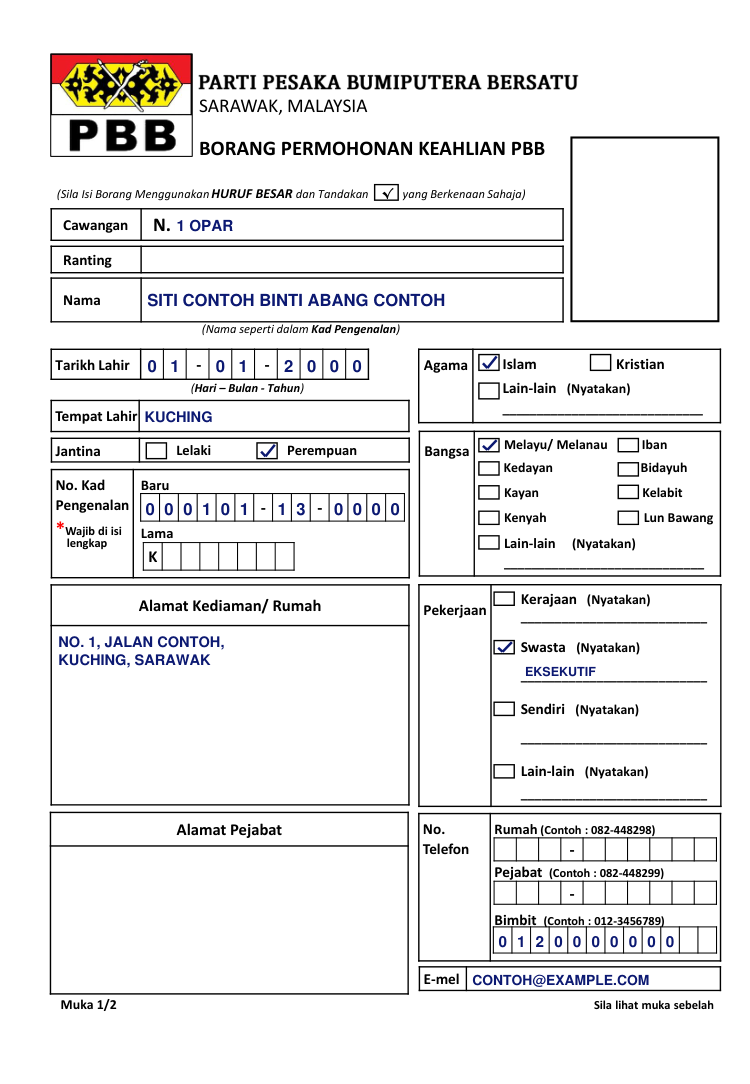 PBB
PARTI PESAKA BUMIPUTERA BERSATU
SARAWAK, MALAYSIA
BORANG PERMOHONAN KEAHLIAN PBB
(Sila Isi Borang Menggunakan HURUF BESAR dan Tandakan ✓ yang Berkenaan Sahaja)
Cawangan N. 1 OPAR
Ranting
Nama SITI CONTOH BINTI ABANG CONTOH
(Nama seperti dalam Kad Pengenalan)
Tarikh Lahir 0 1 - 0 1 - 2 0 0 0
(Hari – Bulan - Tahun)
Tempat Lahir KUCHING
Jantina Lelaki ✓ Perempuan
No. Kad Pengenalan
* Wajib di isi lengkap
Baru
0 0 0 1 0 1 - 1 3 - 0 0 0 0
Lama
K
Agama ✓ Islam Kristian
Lain-lain (Nyatakan)
Bangsa ✓ Melayu/ Melanau Iban
Kedayan Bidayuh
Kayan Kelabit
Kenyah Lun Bawang
Lain-lain (Nyatakan)
Alamat Kediaman/ Rumah
NO. 1, JALAN CONTOH,
KUCHING, SARAWAK
Pekerjaan Kerajaan (Nyatakan)
✓ Swasta (Nyatakan)
EKSEKUTIF
Sendiri (Nyatakan)
Lain-lain (Nyatakan)
Alamat Pejabat
No. Telefon
Rumah (Contoh : 082-448298)
-
Pejabat (Contoh : 082-448299)
-
Bimbit (Contoh : 012-3456789)
0 1 2 0 0 0 0 0 0 0
E-mel CONTOH@EXAMPLE.COM
Muka 1/2 Sila lihat muka sebelah